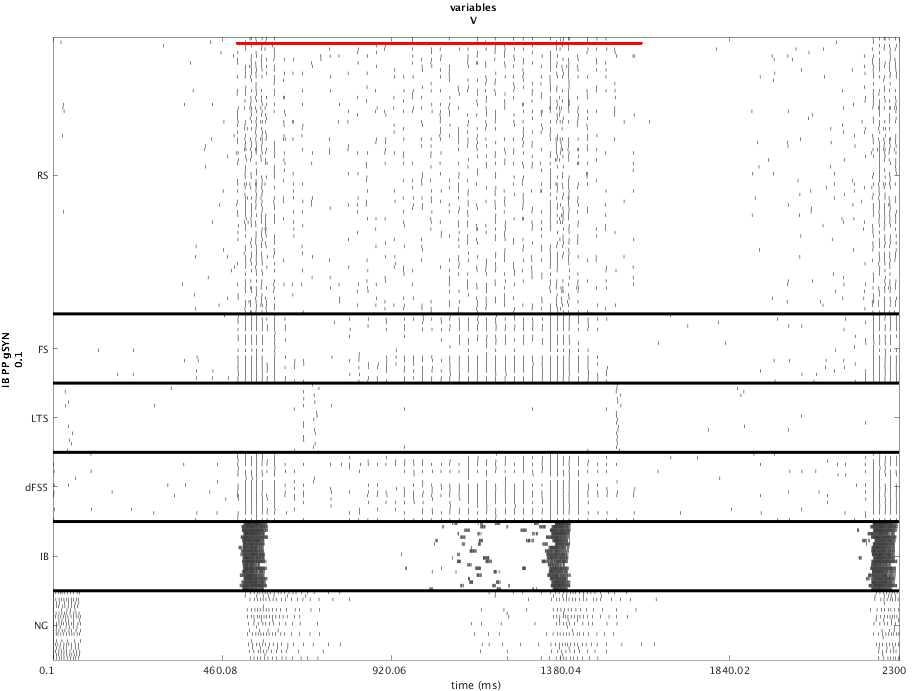 variables
V
RS
FS
LTS
dFS5
IB
NG
IB PP gSYN
0.1
0.1
460.08
920.06
1380.04
1840.02
2300
time (ms)